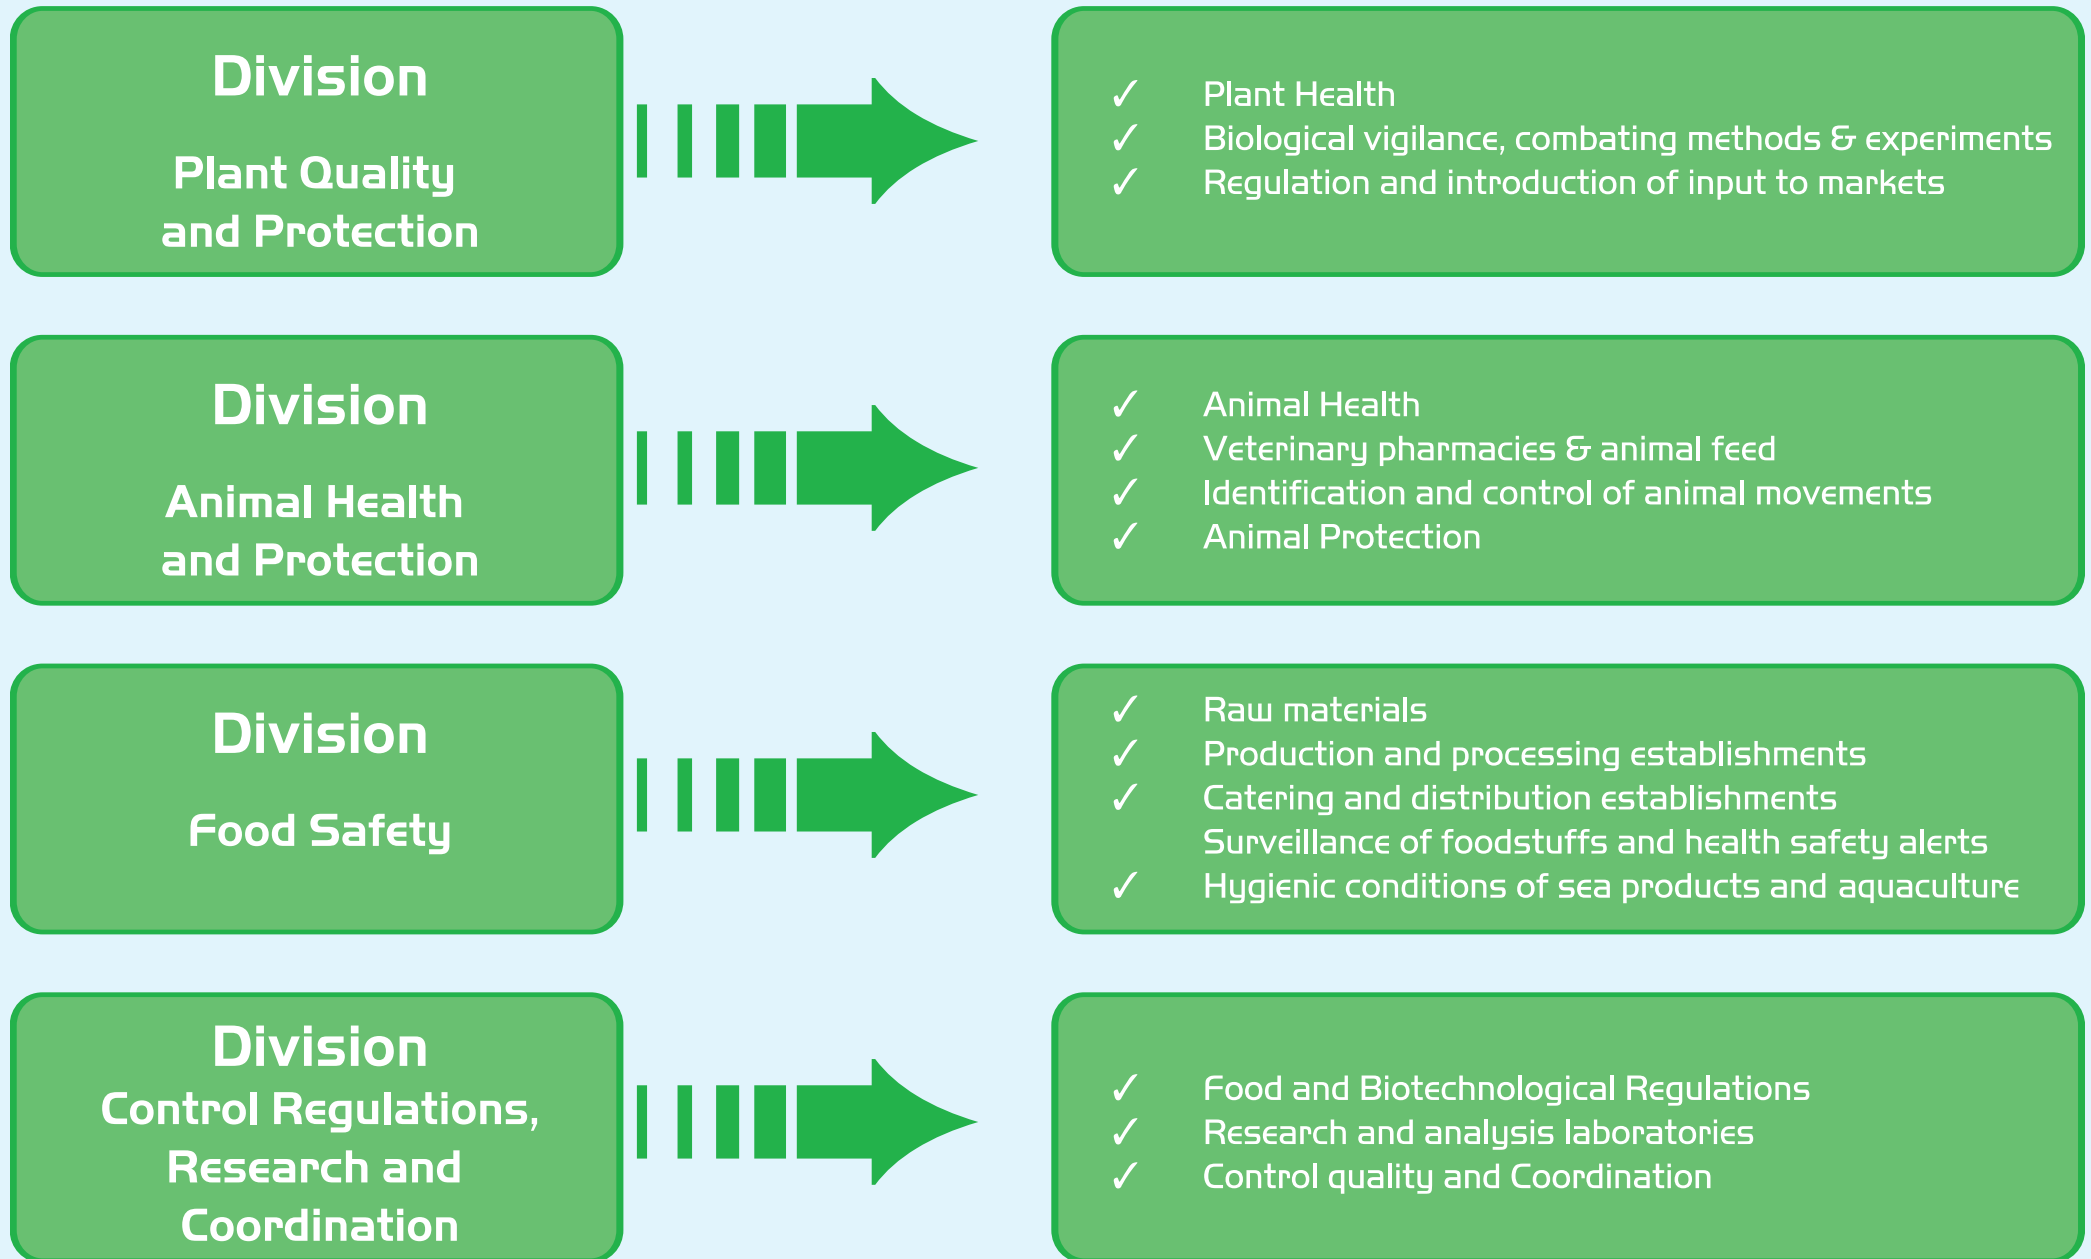 Division
Plant Quality
and Protection
✓ Plant Health
✓ Biological vigilance, combating methods & experiments
✓ Regulation and introduction of input to markets
Division
Animal Health
and Protection
✓ Animal Health
✓ Veterinary pharmacies & animal feed
✓ Identification and control of animal movements
✓ Animal Protection
Division
Food Safety
✓ Raw materials
✓ Production and processing establishments
✓ Catering and distribution establishments
Surveillance of foodstuffs and health safety alerts
✓ Hygienic conditions of sea products and aquaculture
Division
Control Regulations,
Research and
Coordination
✓ Food and Biotechnological Regulations
✓ Research and analysis laboratories
✓ Control quality and Coordination